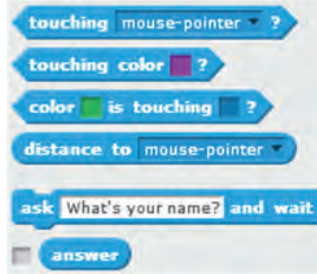 touching mouse-pointer ?
touching color ?
color is touching ?
distance to mouse-pointer
ask What's your name? and wait
answer